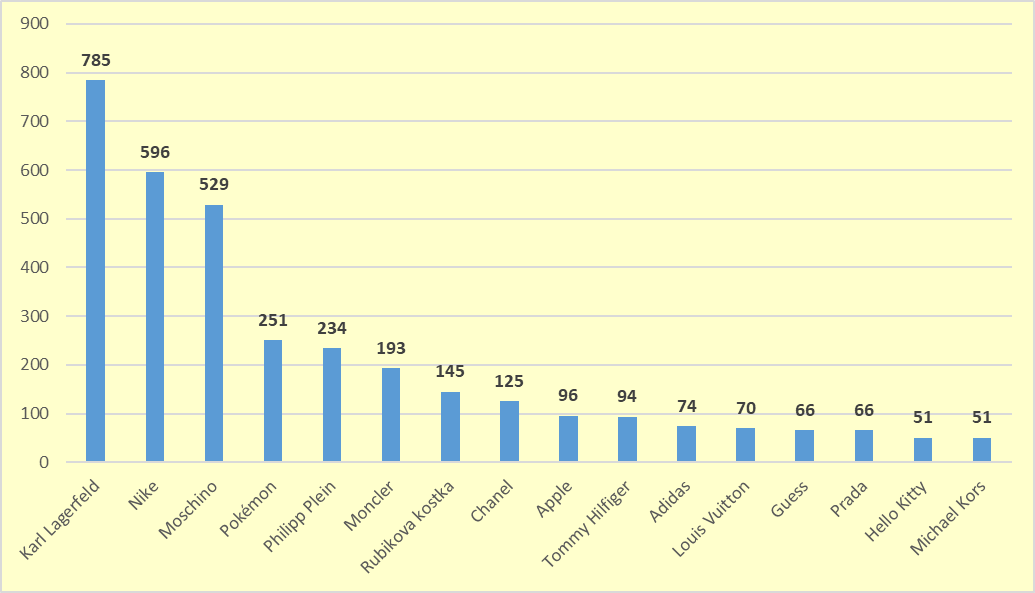 900
800
700
600
500
400
300
200
100
0
785
596
529
251
234
193
145
125
96
94
74
70
66
66
51
51
Karl Lagerfeld
Nike
Moschino
Pokémon
Philipp Plein
Moncler
Rubikova kostka
Chanel
Apple
Tommy Hilfiger
Adidas
Louis Vuitton
Guess
Prada
Hello Kitty
Michael Kors